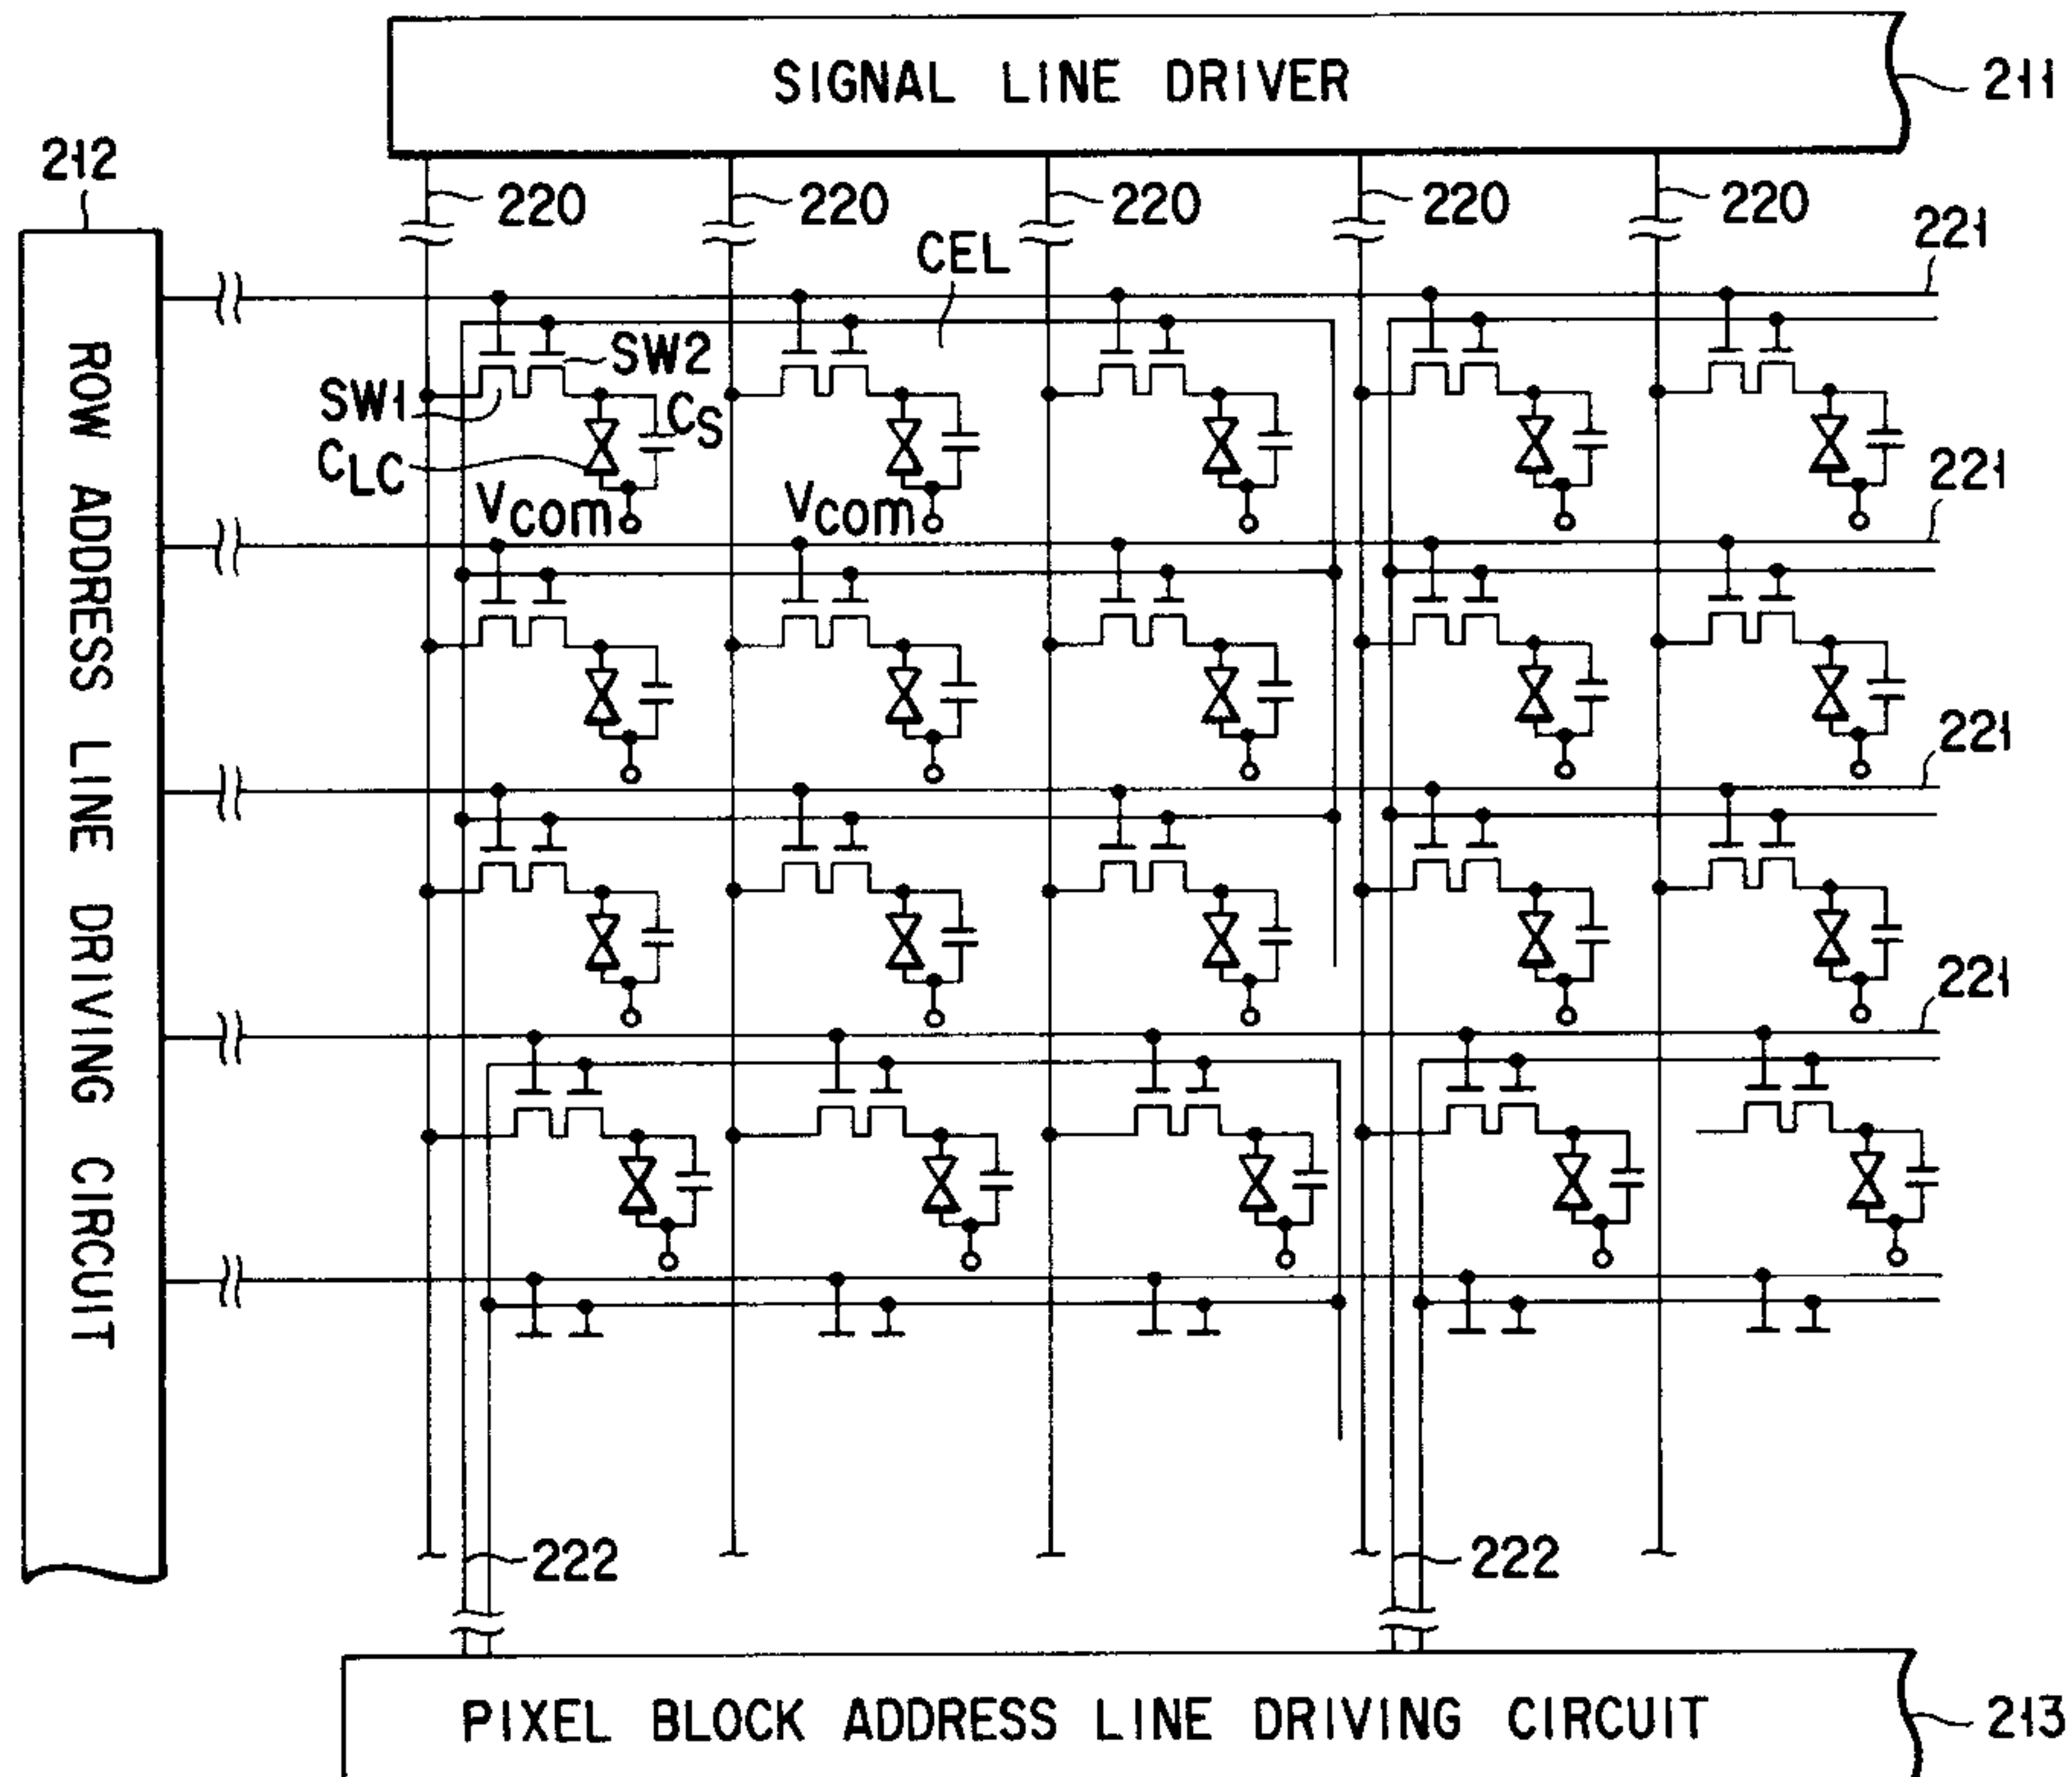 SIGNAL LINE DRIVER
211
212
220
220
220
220
220
221
CEL
SW2
SW1
CS
CLC
221
Vcom
Vcom
ROW ADDRESS LINE DRIVING CIRCUIT
221
221
222
222
PIXEL BLOCK ADDRESS LINE DRIVING CIRCUIT
213